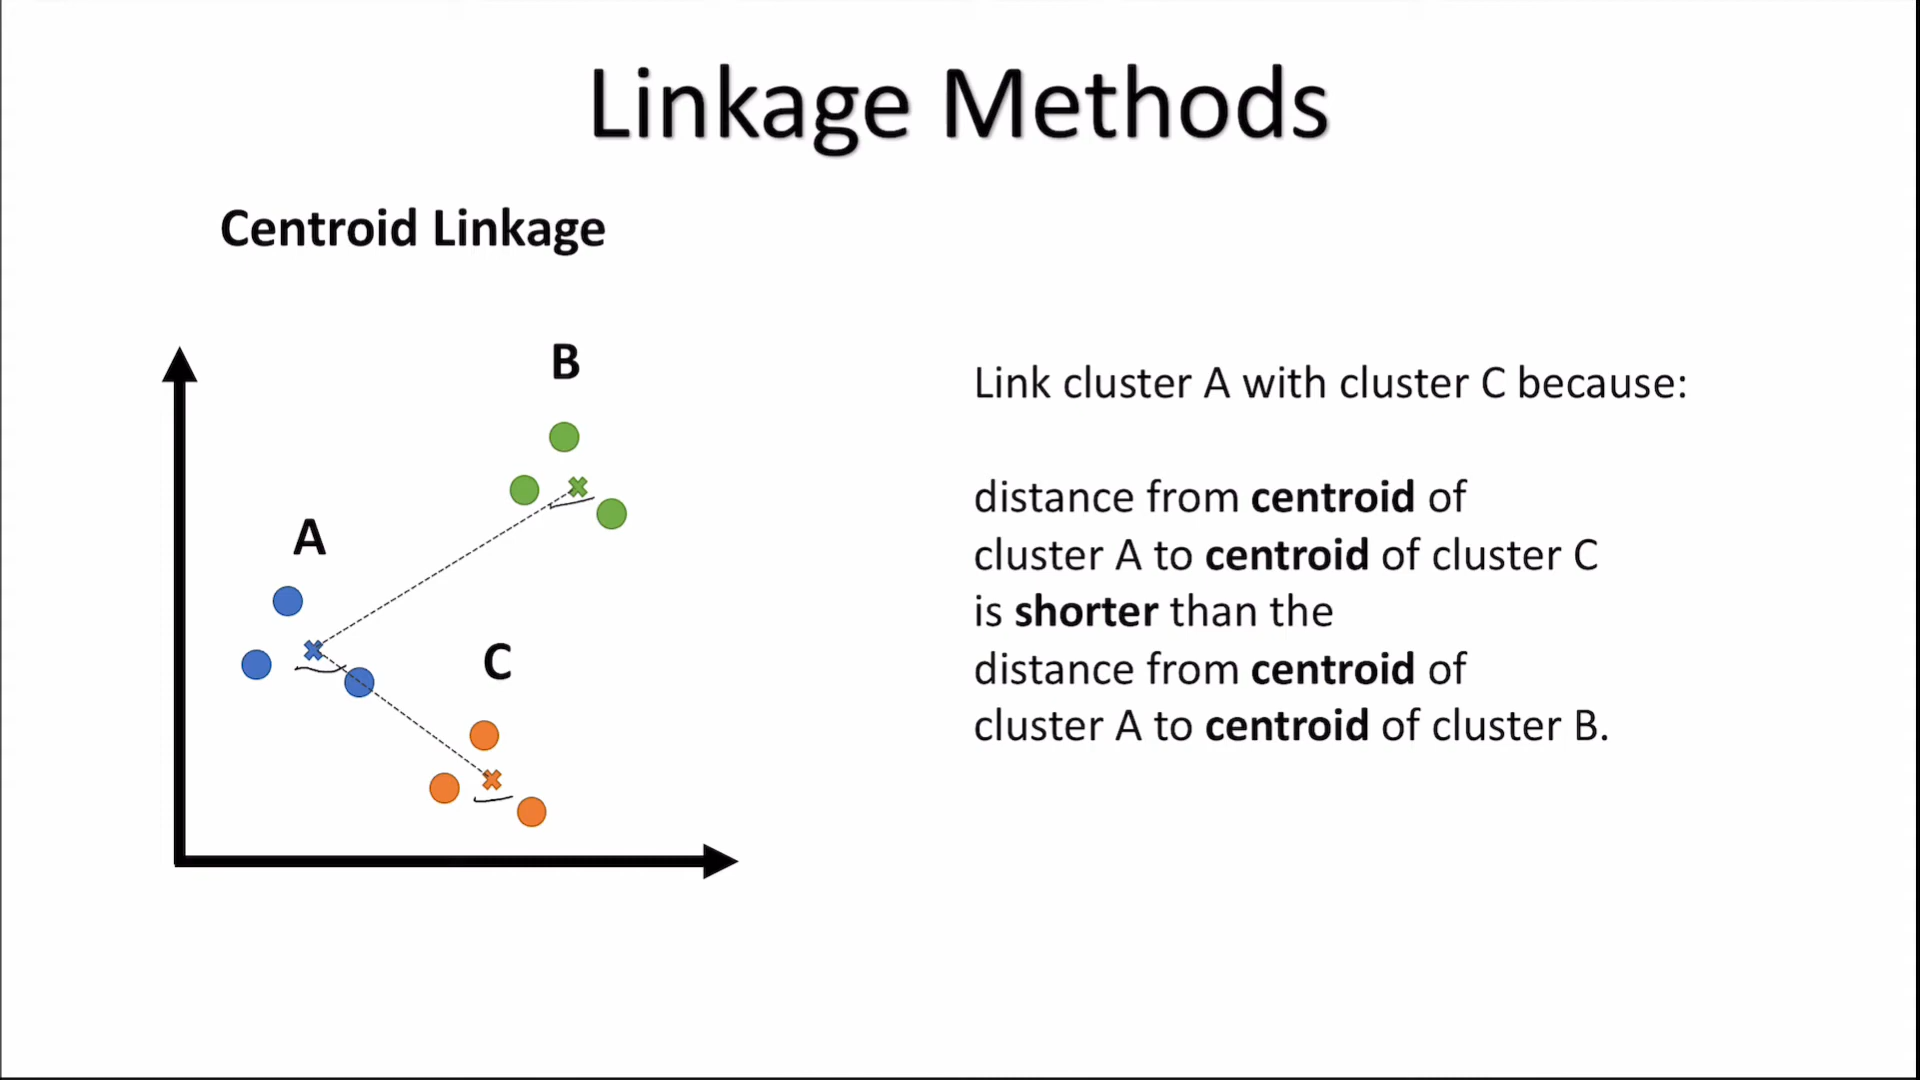 Linkage Methods
Centroid Linkage
B
A
C
Link cluster A with cluster C because:
distance from centroid of
cluster A to centroid of cluster C
is shorter than the
distance from centroid of
cluster A to centroid of cluster B.